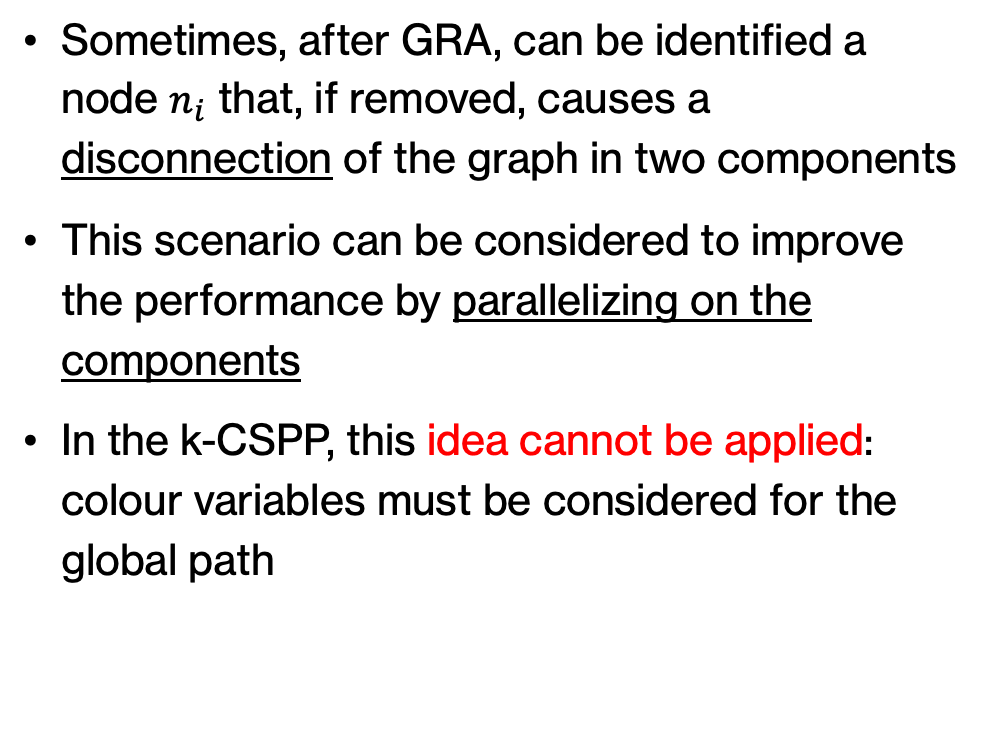 • Sometimes, after GRA, can be identified a
node nᵢ that, if removed, causes a
disconnection of the graph in two components
• This scenario can be considered to improve
the performance by parallelizing on the
components
• In the k-CSPP, this idea cannot be applied:
colour variables must be considered for the
global path